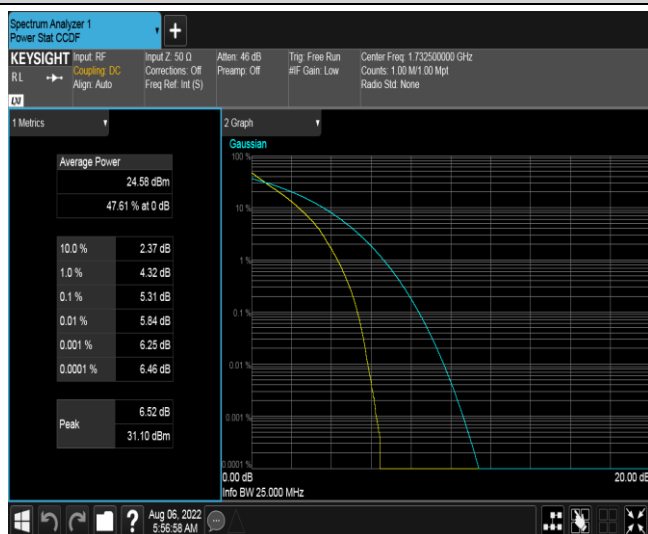 Spectrum Analyzer 1
Power Stat CCDF
KEYSIGHT
RL
LXI
Input: RF
Coupling: DC
Align: Auto
Input Z: 50 Ω
Corrections: Off
Freq Ref: Int (S)
Atten: 46 dB
Preamp: Off
Trig: Free Run
#IF Gain: Low
Center Freq: 1.732500000 GHz
Counts: 1.00 M/1.00 Mpt
Radio Std: None
1 Metrics
Average Power
24.58 dBm
47.61 % at 0 dB
10.0 % 2.37 dB
1.0 % 4.32 dB
0.1 % 5.31 dB
0.01 % 5.84 dB
0.001 % 6.25 dB
0.0001 % 6.46 dB
Peak
6.52 dB
31.10 dBm
2 Graph
Gaussian
100 %
10 %
1 %
0.1 %
0.01 %
0.001 %
0.0001 %
0.00 dB
20.00 dB
Info BW 25.000 MHz
Aug 06, 2022
5:56:58 AM